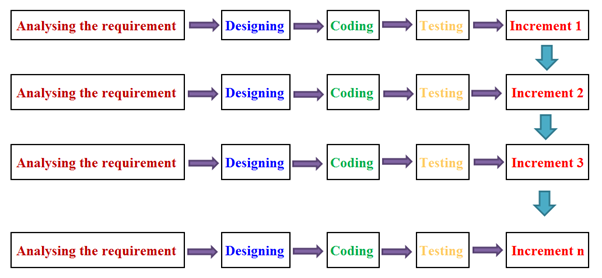 Analysing the requirement Designing Coding Testing Increment 1
Analysing the requirement Designing Coding Testing Increment 2
Analysing the requirement Designing Coding Testing Increment 3
Analysing the requirement Designing Coding Testing Increment n